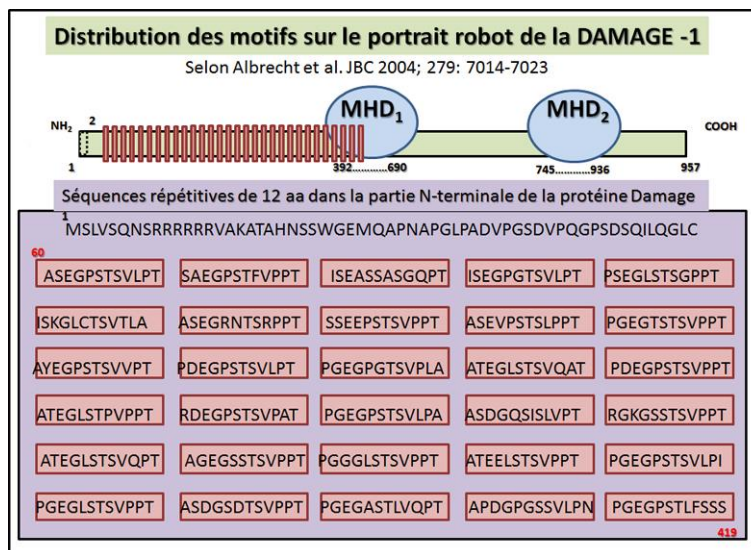 Distribution des motifs sur le portrait robot de la DAMAGE -1
Selon Albrecht et al. JBC 2004; 279: 7014-7023
MHD1 MHD2
NH2 2 COOH
1 392............690 745............936 957
Séquences répétitives de 12 aa dans la partie N-terminale de la protéine Damage
1
MSLVSQNSRRRRRRVAKATAHNSSWGEMQAPNAPGLPADVPGSDVPQGPSDSQILQGLC
60
ASEGPSTSVLPT SAEGPSTFVPPT ISEASSASGQPT ISEGPGTSVLPT PSEGLSTSGPPT
ISKGLCTSVTLA ASEGRNTSRPPT SSEEPSTSVPPT ASEVPSTSLPPT PGEGTSTSVPPT
AYEGPSTSVVPT PDEGPSTSVLPT PGEGPGTSVPLA ATEGLSTSVQAT PDEGPSTSVPPT
ATEGLSTPVPPT RDEGPSTSVPAT PGEGPSTSVLPA ASDGQSISLVPT RGKGSSTSVPPT
ATEGLSTSVQPT AGEGSSTSVPPT PGGGLSTSVPPT ATEELSTSVPPT PGEGPSTSVLPI
PGEGLSTSVPPT ASDGSDTSVPPT PGEGASTLVQPT APDGPGSSVLPN PGEGPSTLFSSS
419